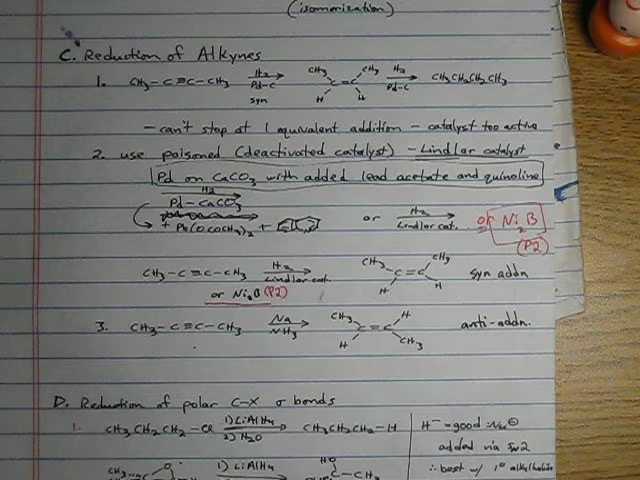 (isomerization)
C. Reduction of Alkynes
1. CH₃-C≡C-CH₃ H₂ Pd-C syn CH₃ CH₃ C=C H H H₂ Pd-C CH₃CH₂CH₂CH₃
- can't stop at 1 equivalent addition - catalyst too active
2. use poisoned (deactivated catalyst) - Lindlar catalyst
Pd on CaCO₃ with added lead acetate and quinoline
H₂
Pd-CaCO₃
+ Pb(OCOCH₃)₂ + or H₂ Lindlar cat. or Ni₂B
(P2)
CH₃-C≡C-CH₃ H₂ Lindlar cat. CH₃ CH₃ C=C H H syn addn
or Ni₂B (P2)
3. CH₃-C≡C-CH₃ Na NH₃ CH₃ H C=C H CH₃ anti-addn.
D. Reduction of polar C-X σ bonds
1. CH₃CH₂CH₂-Cl 1) LiAlH₄ 2) H₂O CH₃CH₂CH₂-H H⁻ = good Nu⊖
added via SN2
∴ best w/ 1°
1) LiAlH₄ HO C-CH₃